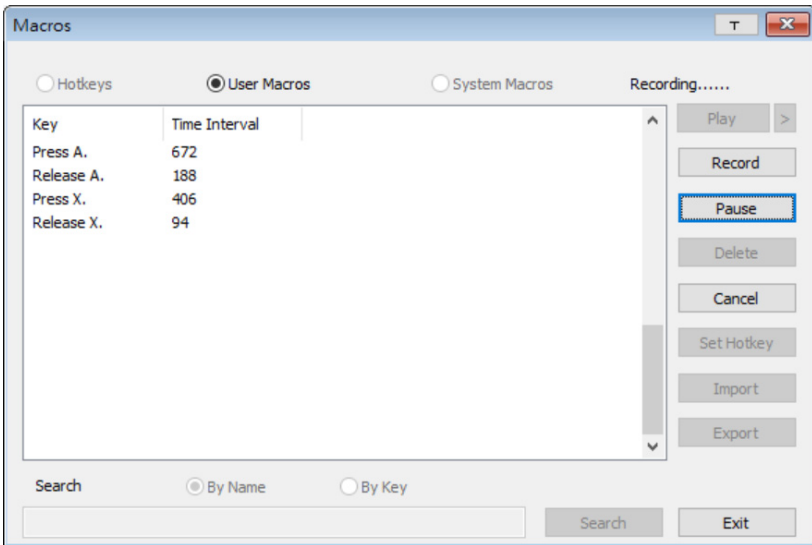 Macros
T
Hotkeys User Macros System Macros Recording......
Key Time Interval
Play >
Press A. 672
Release A. 188
Press X. 406
Release X. 94
Record
Pause
Delete
Cancel
Set Hotkey
Import
Export
Search By Name By Key
Search Exit